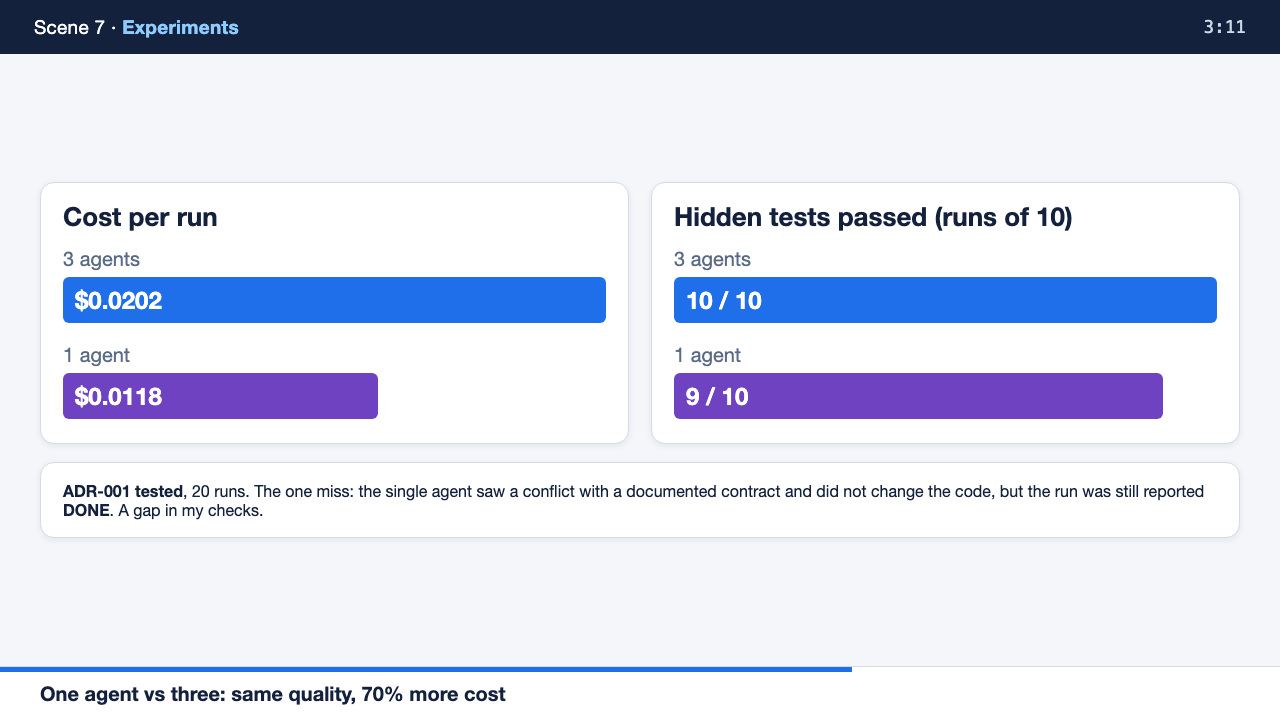 Scene 7 · Experiments
3:11
Cost per run
3 agents
$0.0202
1 agent
$0.0118
Hidden tests passed (runs of 10)
3 agents
10 / 10
1 agent
9 / 10
ADR-001 tested, 20 runs. The one miss: the single agent saw a conflict with a documented contract and did not change the code, but the run was still reported
DONE. A gap in my checks.
One agent vs three: same quality, 70% more cost